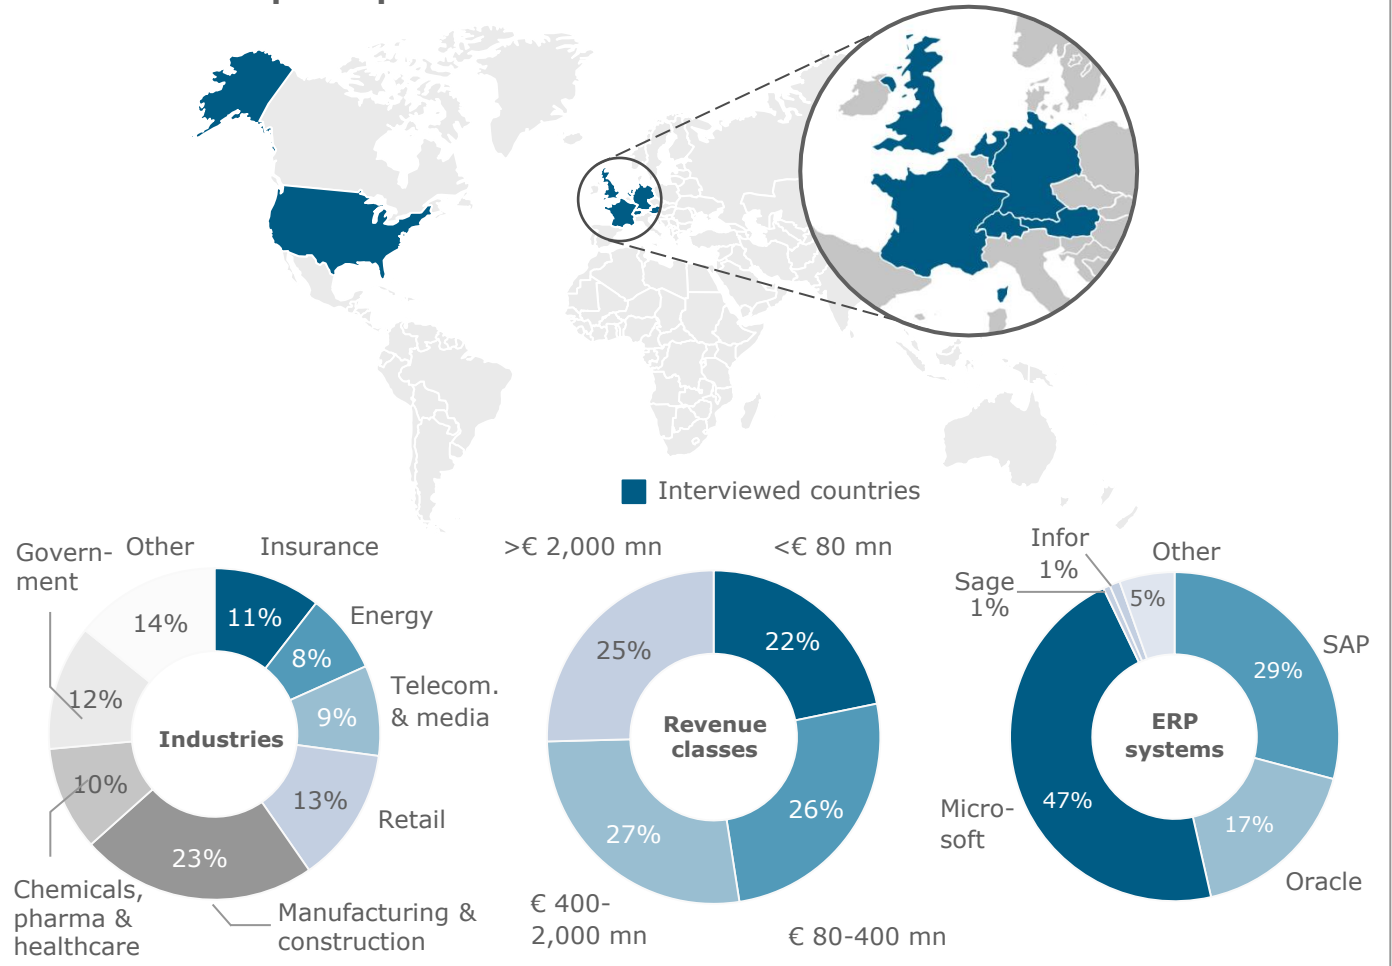 Interviewed countries
Govern-
ment
Other
Insurance
11%
Energy
8%
Telecom.
& media
9%
Retail
13%
Manufacturing &
construction
23%
Chemicals,
pharma &
healthcare
10%
12%
14%
Industries
>€ 2,000 mn
<€ 80 mn
25%
22%
Revenue
classes
27%
26%
€ 400-
2,000 mn
€ 80-400 mn
Infor
1%
Other
Sage
1%
5%
SAP
29%
ERP
systems
Micro-
soft
47%
17%
Oracle